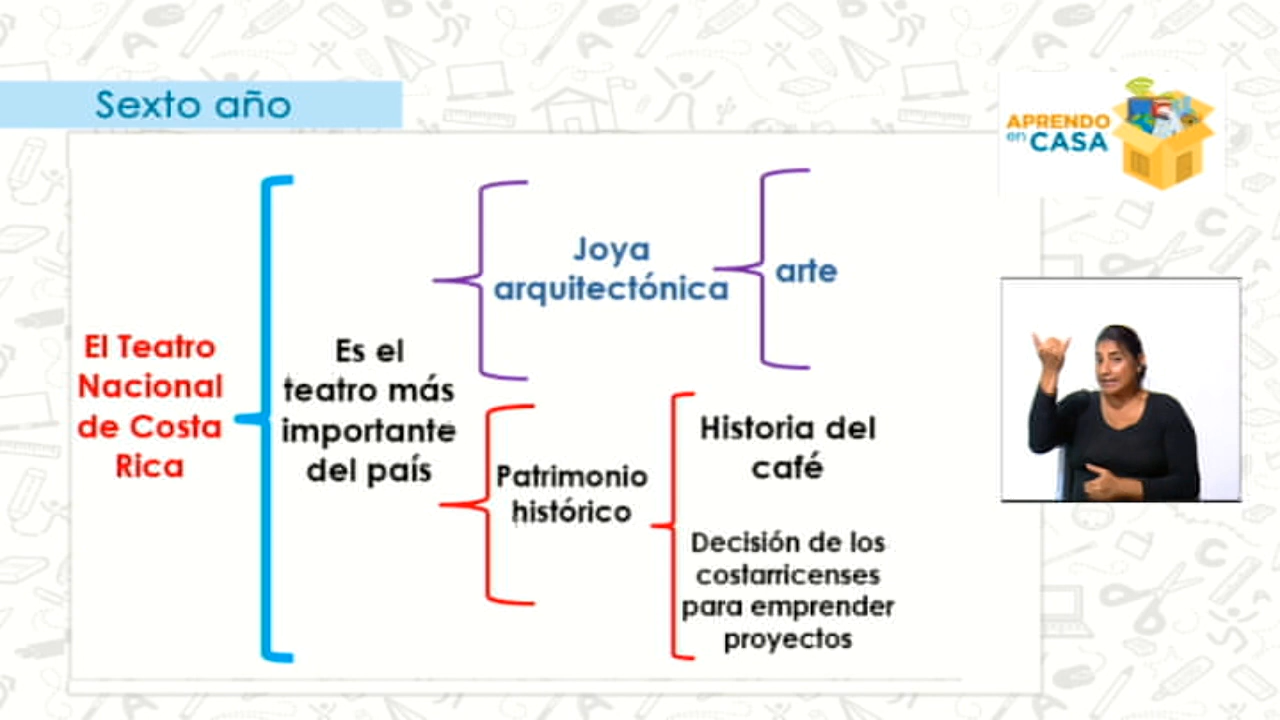 Sexto año
APRENDO
en CASA
El Teatro
Nacional
de Costa
Rica
Es el
teatro más
importante
del país
Joya
arquitectónica
arte
Patrimonio
histórico
Historia del
café
Decisión de los
costarricenses
para emprender
proyectos